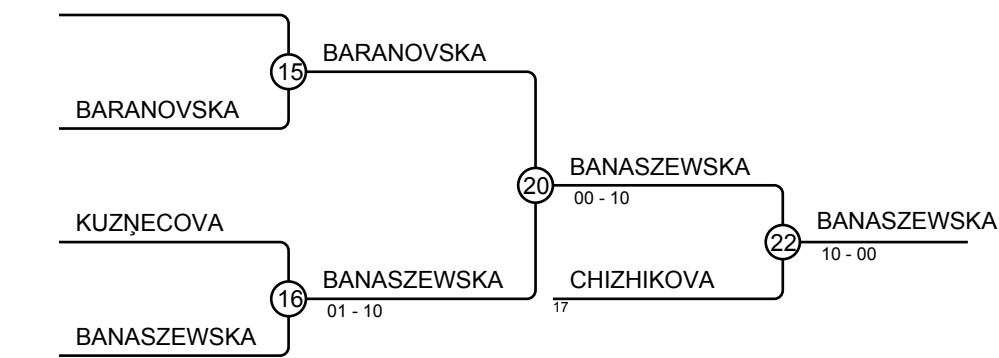 BARANOVSKA
15
BARANOVSKA
BANASZEWSKA
20
00 - 10
KUZŅECOVA
BANASZEWSKA
22
10 - 00
BANASZEWSKA
16
01 - 10
CHIZHIKOVA
17
BANASZEWSKA